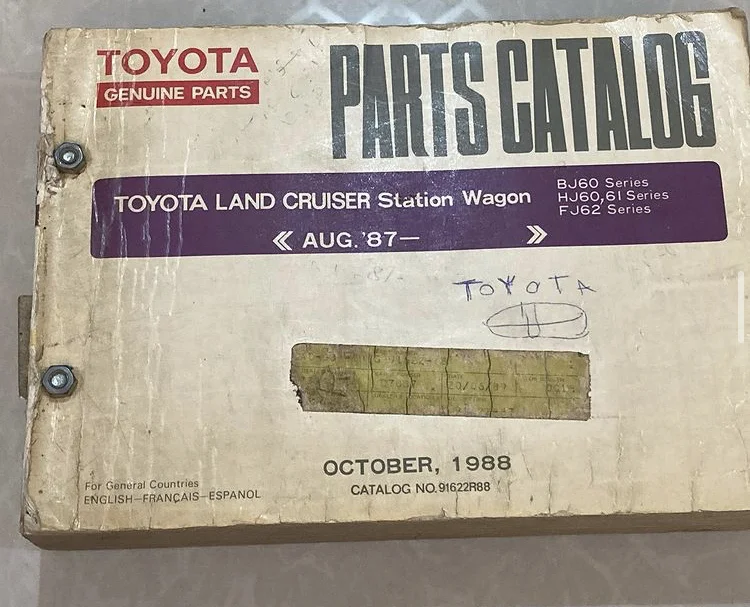 TOYOTA
GENUINE PARTS
PARTS CATALOG
TOYOTA LAND CRUISER Station Wagon
BJ60 Series
HJ60,61 Series
FJ62 Series
≪ AUG. '87— ≫
TOYOTA
OCTOBER, 1988
CATALOG NO. 91622R88
For General Countries
ENGLISH—FRANÇAIS—ESPANOL